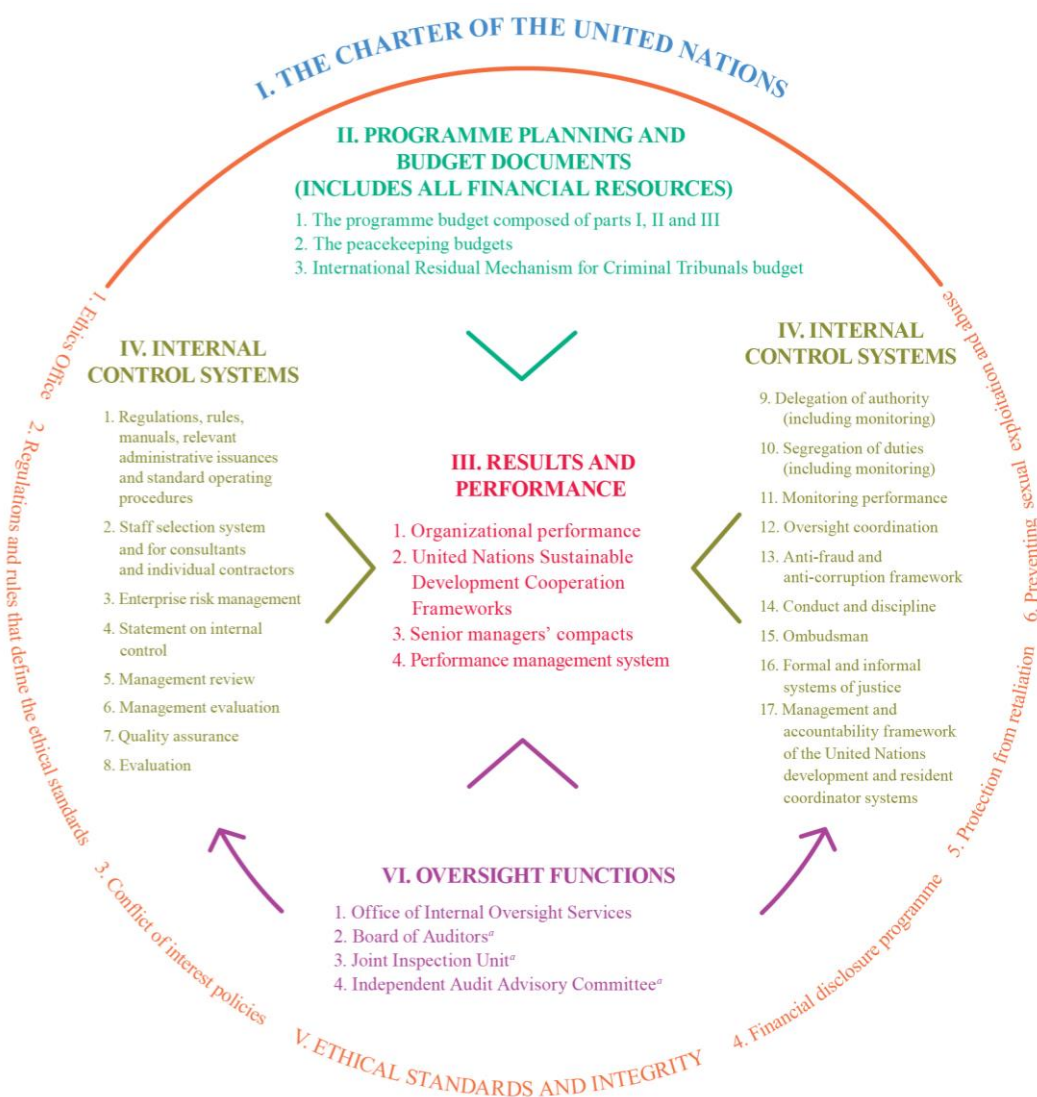 I. THE CHARTER OF THE UNITED NATIONS
II. PROGRAMME PLANNING AND
BUDGET DOCUMENTS
(INCLUDES ALL FINANCIAL RESOURCES)
1. The programme budget composed of parts I, II and III
2. The peacekeeping budgets
3. International Residual Mechanism for Criminal Tribunals budget
IV. INTERNAL
CONTROL SYSTEMS
1. Regulations, rules,
manuals, relevant
administrative issuances
and standard operating
procedures
2. Staff selection system
and for consultants
and individual contractors
3. Enterprise risk management
4. Statement on internal
control
5. Management review
6. Management evaluation
7. Quality assurance
8. Evaluation
III. RESULTS AND
PERFORMANCE
1. Organizational performance
2. United Nations Sustainable
Development Cooperation
Frameworks
3. Senior managers’ compacts
4. Performance management system
IV. INTERNAL
CONTROL SYSTEMS
9. Delegation of authority
(including monitoring)
10. Segregation of duties
(including monitoring)
11. Monitoring performance
12. Oversight coordination
13. Anti-fraud and
anti-corruption framework
14. Conduct and discipline
15. Ombudsman
16. Formal and informal
systems of justice
17. Management and
accountability framework
of the United Nations
development and resident
coordinator systems
VI. OVERSIGHT FUNCTIONS
1. Office of Internal Oversight Services
2. Board of Auditorsᵃ
3. Joint Inspection Unitᵃ
4. Independent Audit Advisory Committeeᵃ
V. ETHICAL STANDARDS AND INTEGRITY
1. Ethics Office
2. Regulations and rules that define the ethical standards
3. Conflict of interest policies
4. Financial disclosure programme
5. Protection from retaliation
6. Preventing sexual exploitation and abuse